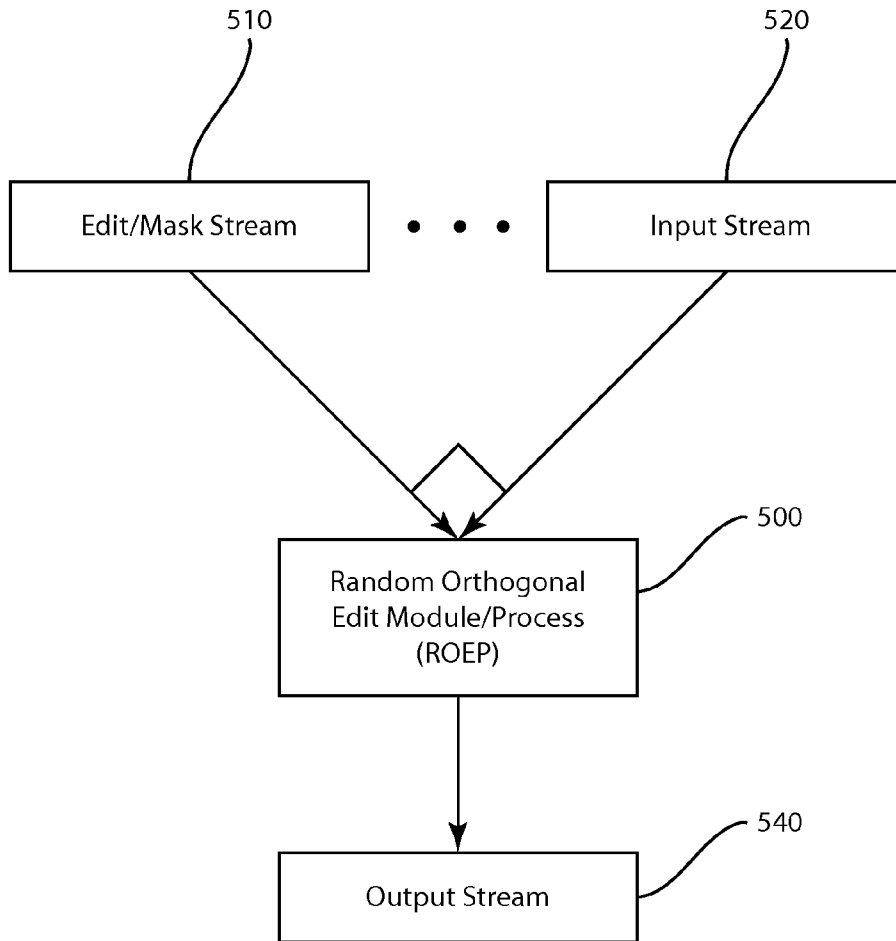 510
520
Edit/Mask Stream
Input Stream
500
Random Orthogonal
Edit Module/Process
(ROEP)
540
Output Stream